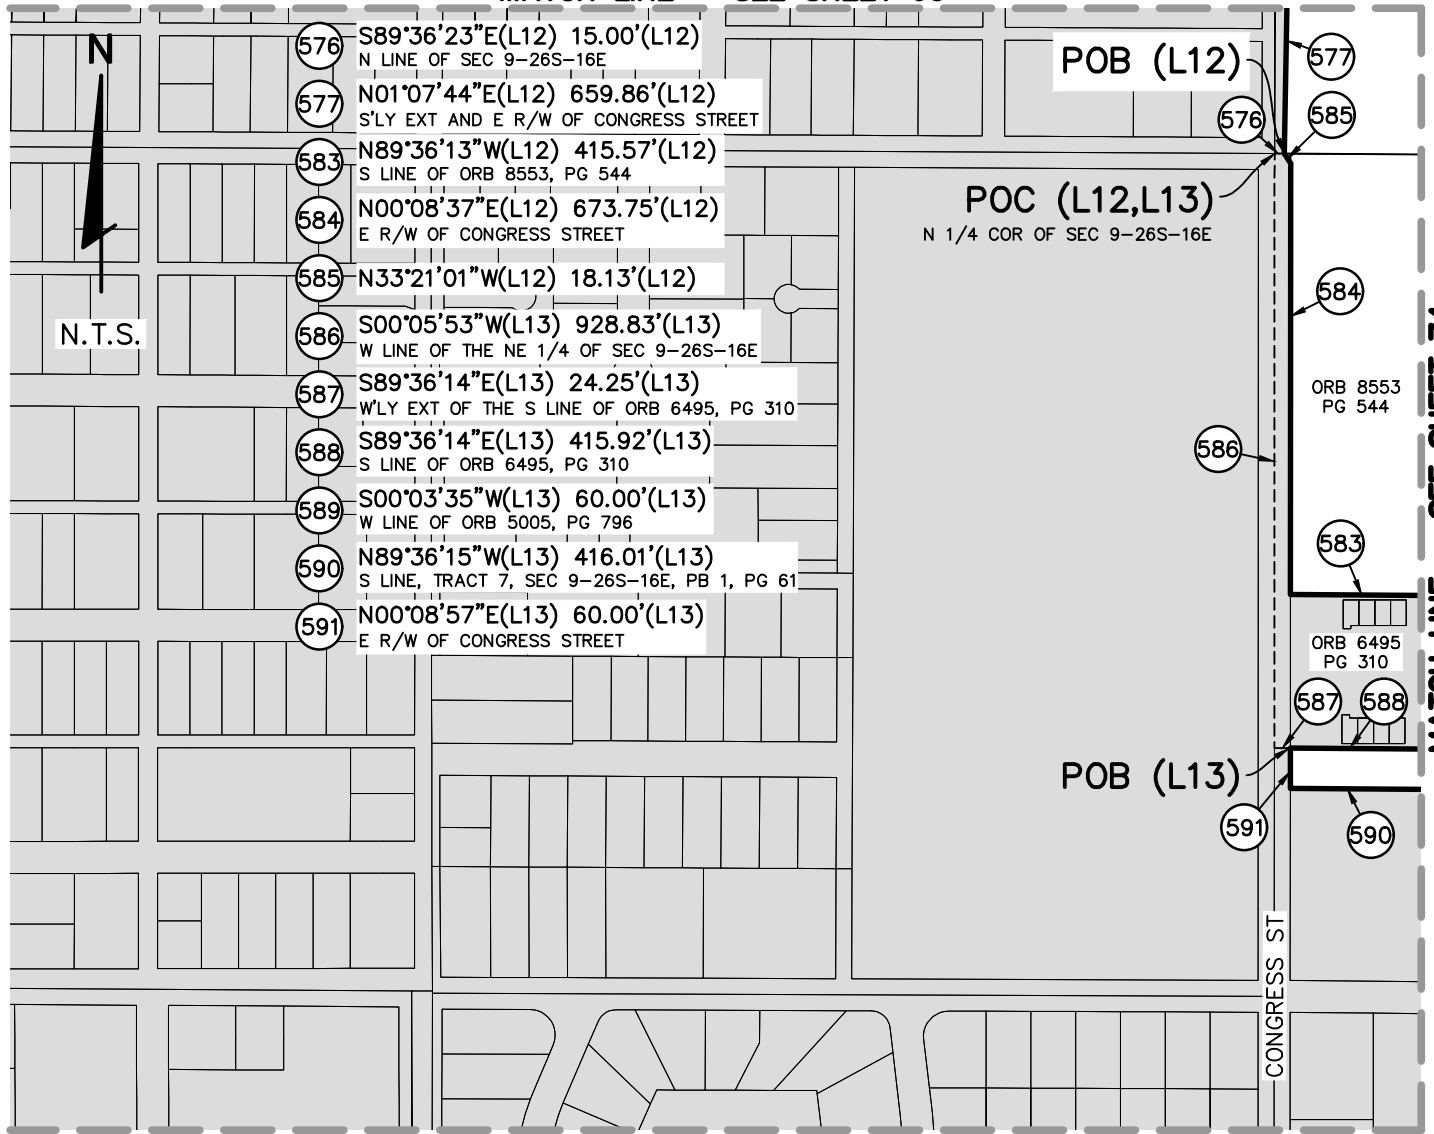 N
N.T.S.
576 S89°36'23"E(L12) 15.00'(L12)
N LINE OF SEC 9-26S-16E
577 N01°07'44"E(L12) 659.86'(L12)
S'LY EXT AND E R/W OF CONGRESS STREET
583 N89°36'13"W(L12) 415.57'(L12)
S LINE OF ORB 8553, PG 544
584 N00°08'37"E(L12) 673.75'(L12)
E R/W OF CONGRESS STREET
585 N33°21'01"W(L12) 18.13'(L12)
586 S00°05'53"W(L13) 928.83'(L13)
W LINE OF THE NE 1/4 OF SEC 9-26S-16E
587 S89°36'14"E(L13) 24.25'(L13)
W'LY EXT OF THE S LINE OF ORB 6495, PG 310
588 S89°36'14"E(L13) 415.92'(L13)
S LINE OF ORB 6495, PG 310
589 S00°03'35"W(L13) 60.00'(L13)
W LINE OF ORB 5005, PG 796
590 N89°36'15"W(L13) 416.01'(L13)
S LINE, TRACT 7, SEC 9-26S-16E, PB 1, PG 61
591 N00°08'57"E(L13) 60.00'(L13)
E R/W OF CONGRESS STREET
POB (L12)
577
576
585
POC (L12,L13)
N 1/4 COR OF SEC 9-26S-16E
584
ORB 8553
PG 544
586
583
ORB 6495
PG 310
587
588
POB (L13)
591
590
CONGRESS ST